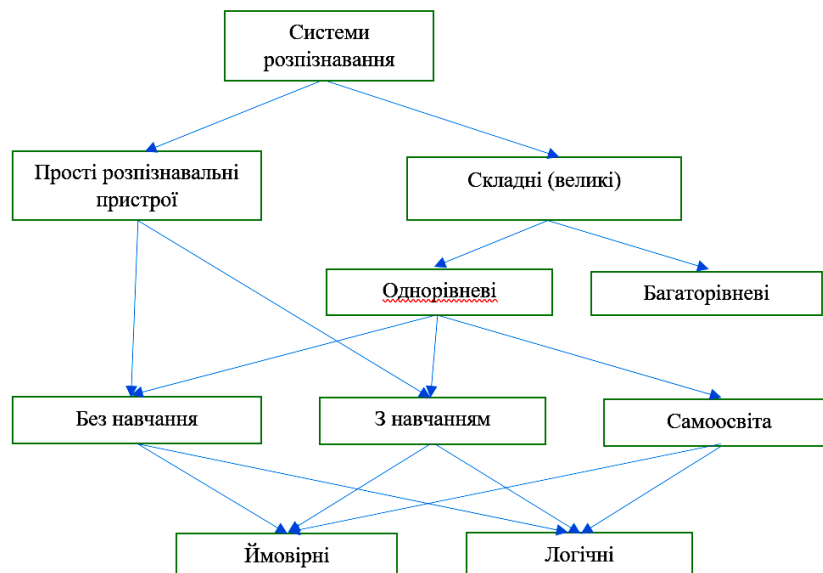 Системи
розпізнавання
Прості розпізнавальні
пристрої
Складні (великі)
Однорівневі
Багаторівневі
Без навчання
З навчанням
Самоосвіта
Ймовірні
Логічні